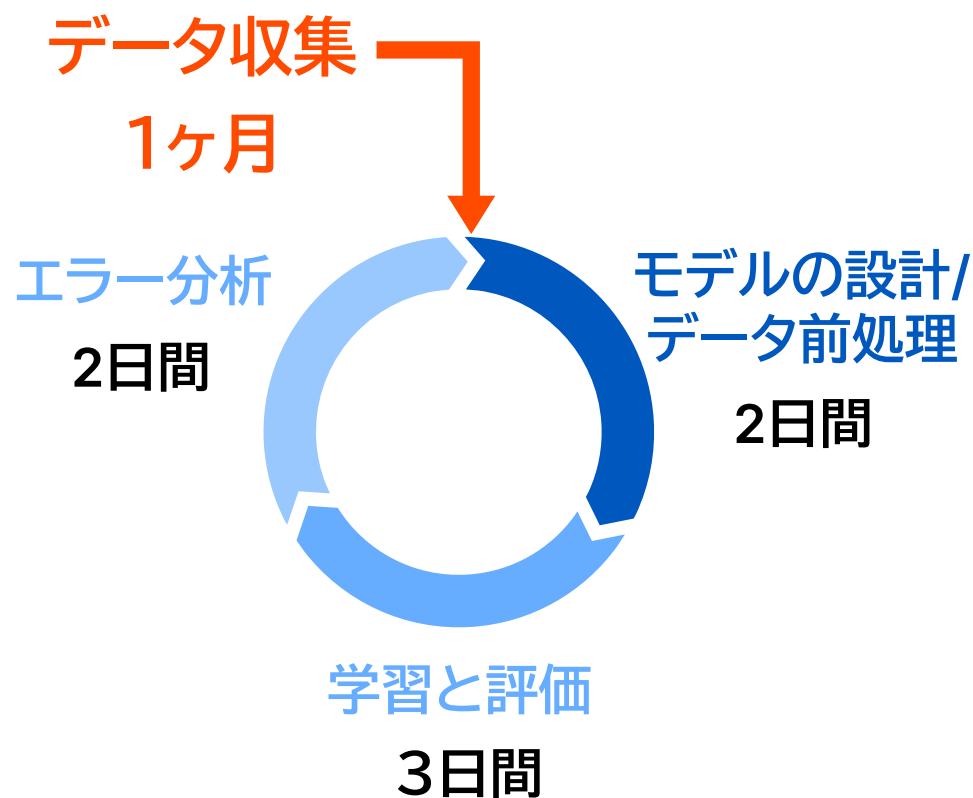 データ収集
1ヶ月
エラー分析
2日間
モデルの設計/
データ前処理
2日間
学習と評価
3日間